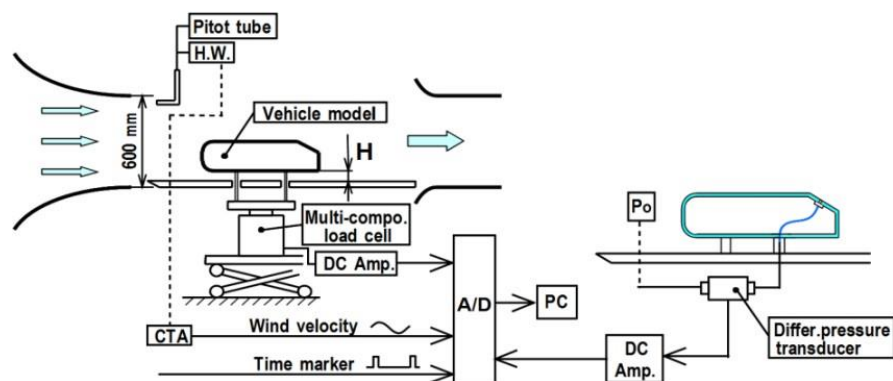 Pitot tube
H.W.
600 mm
Vehicle model
H
Multi-compo.
load cell
DC Amp.
CTA
Wind velocity
Time marker
A/D
PC
Po
DC
Amp.
Differ.pressure
transducer